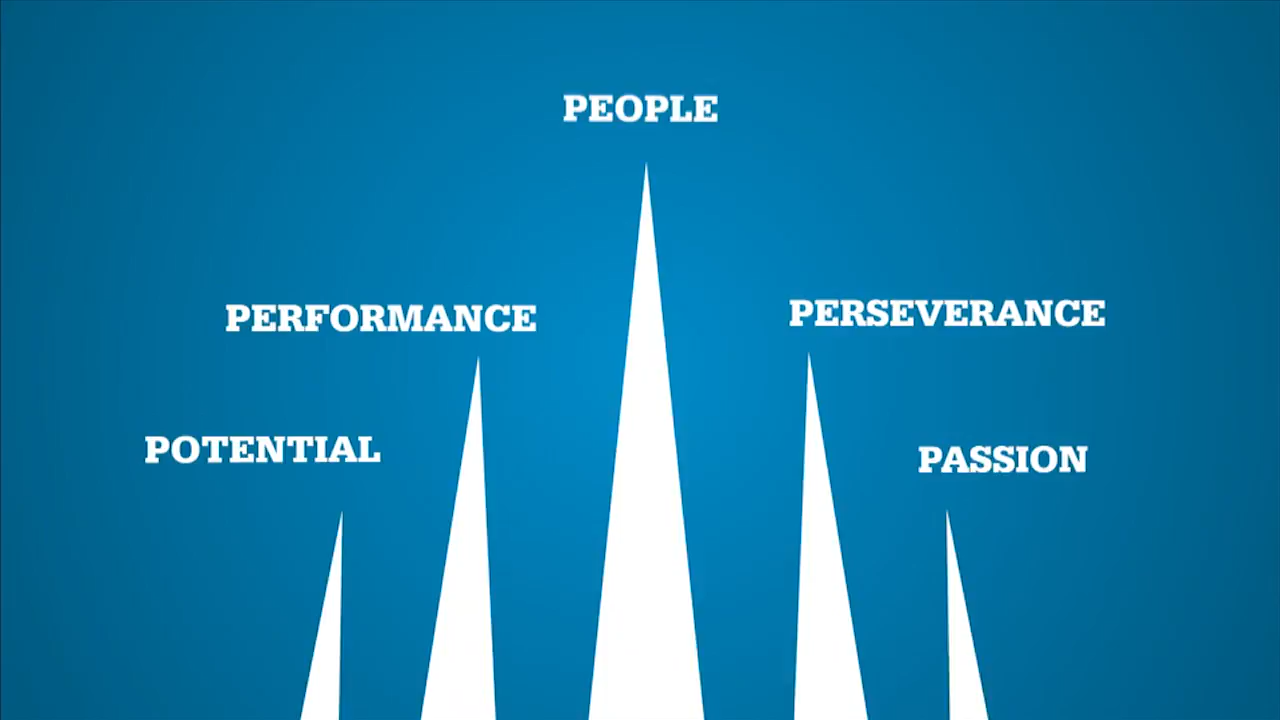 PEOPLE
PERFORMANCE
PERSEVERANCE
POTENTIAL
PASSION